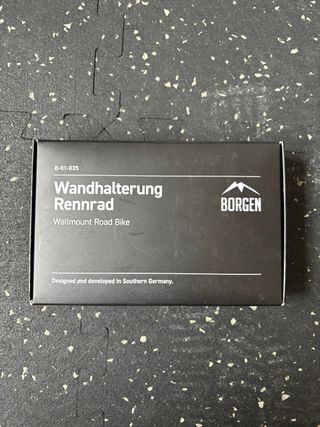 B-01-035
Wandhalterung
Rennrad
Wallmount Road Bike
BORGEN
Designed and developed in Southern Germany.